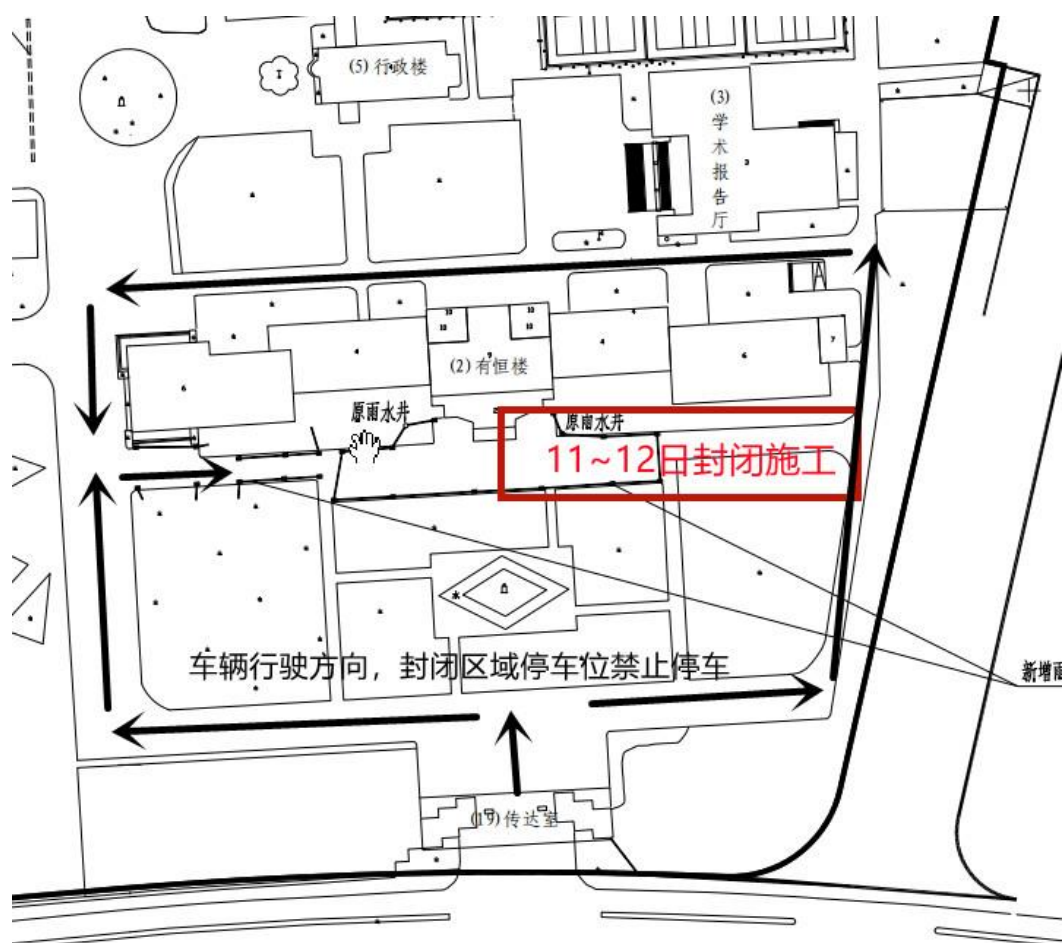 (5) 行政楼
(3)
学
术
报
告
厅
(2) 有恒楼
原雨水井
原雨水井
11~12日封闭施工
车辆行驶方向，封闭区域停车位禁止停车
新增雨
(19)传达室